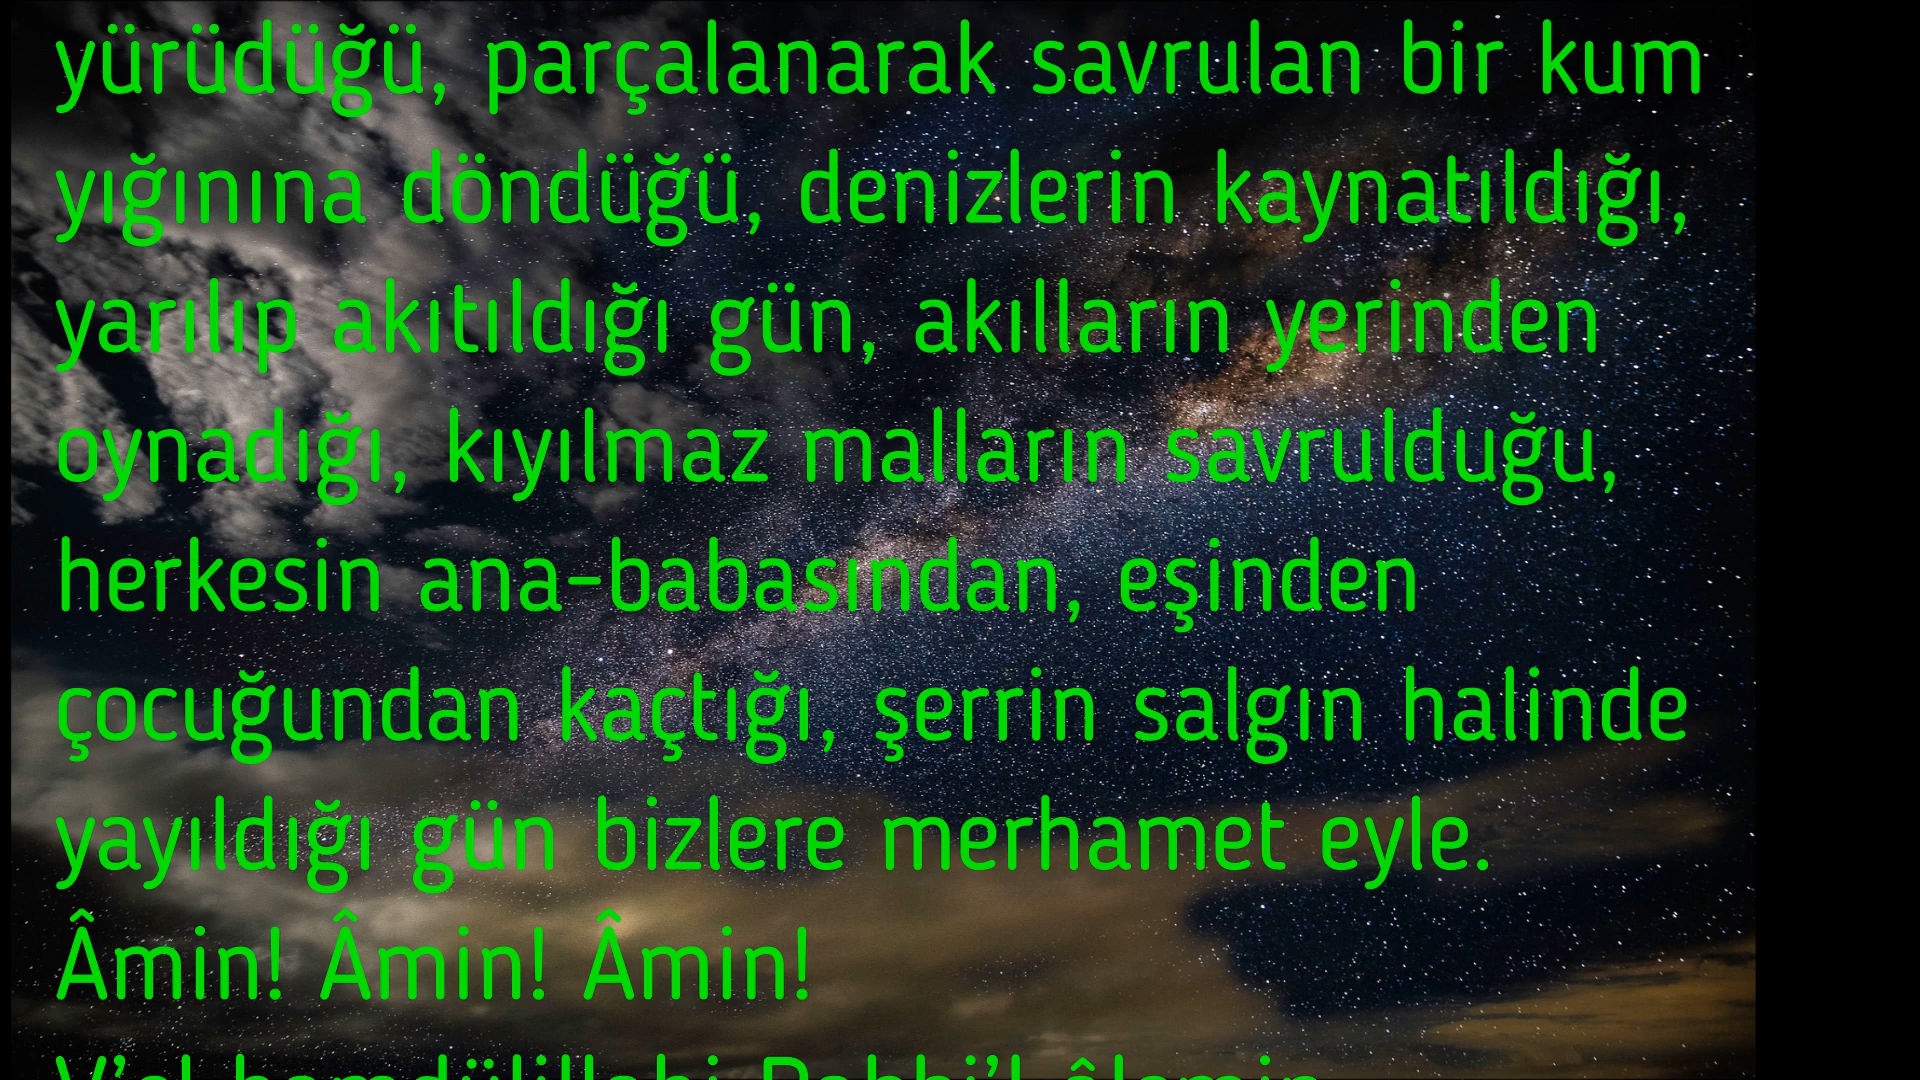 yürüdüğü, parçalanarak savrulan bir kum
yığınına döndüğü, denizlerin kaynatıldığı,
yarılıp akıtıldığı gün, akılların yerinden
oynadığı, kıyılmaz malların savrulduğu,
herkesin ana-babasından, eşinden
çocuğundan kaçtığı, şerrin salgın halinde
yayıldığı gün bizlere merhamet eyle.
Âmin! Âmin! Âmin!
V’el hamdülillahi Rabbi’l âlemin